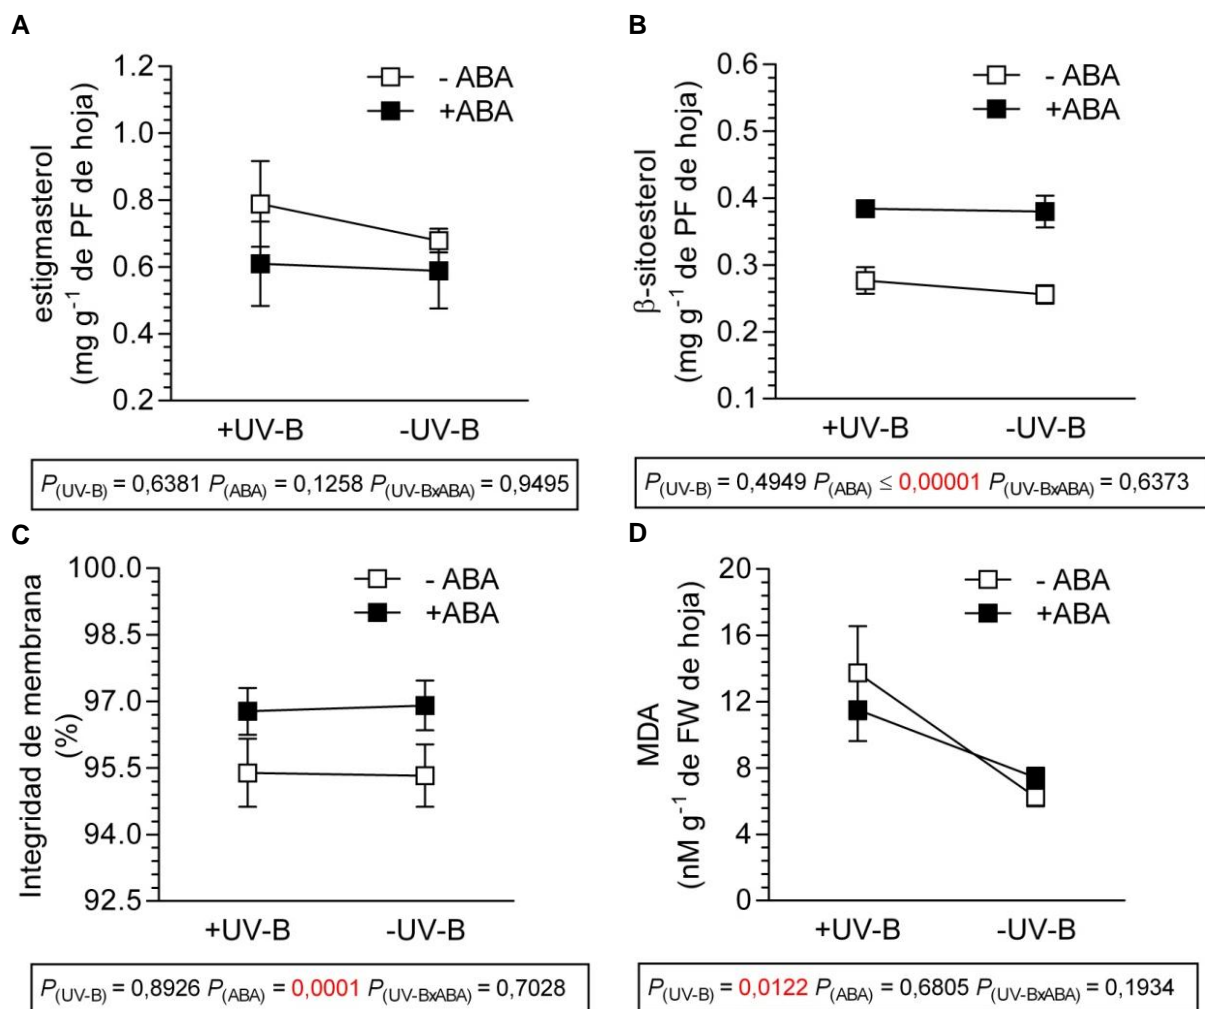 A
estigmasterol
(mg g⁻¹ de PF de hoja)
1.2
1.0
0.8
0.6
0.4
0.2
- ABA
+ABA
+UV-B -UV-B
P(UV-B) = 0,6381 P(ABA) = 0,1258 P(UV-BxABA) = 0,9495
B
β-sitoesterol
(mg g⁻¹ de PF de hoja)
0.6
0.5
0.4
0.3
0.2
0.1
- ABA
+ABA
+UV-B -UV-B
P(UV-B) = 0,4949 P(ABA) ≤ 0,00001 P(UV-BxABA) = 0,6373
C
Integridad de membrana
(%)
100.0
98.5
97.0
95.5
94.0
92.5
- ABA
+ABA
+UV-B -UV-B
P(UV-B) = 0,8926 P(ABA) = 0,0001 P(UV-BxABA) = 0,7028
D
MDA
(nM g⁻¹ de FW de hoja)
20
16
12
8
4
0
- ABA
+ABA
+UV-B -UV-B
P(UV-B) = 0,0122 P(ABA) = 0,6805 P(UV-BxABA) = 0,1934